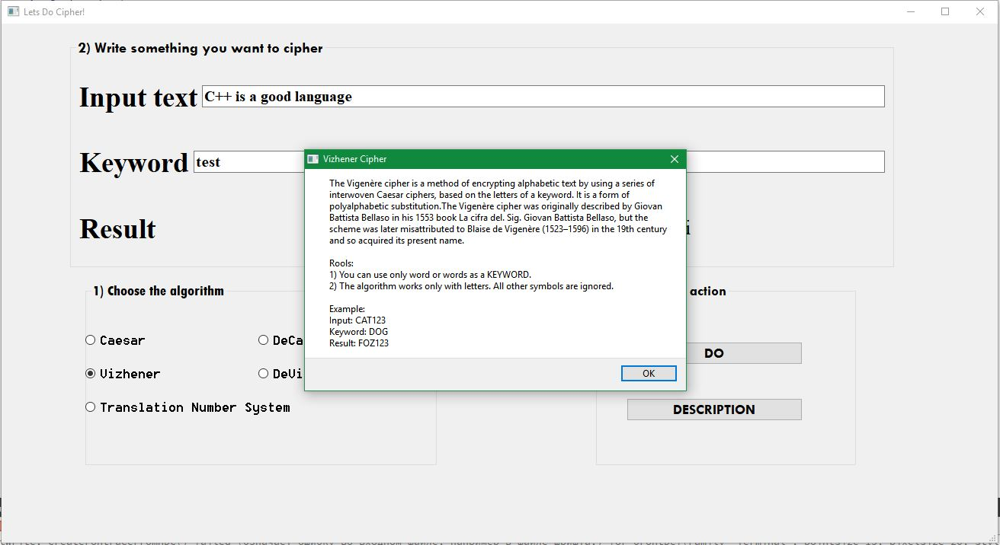 Lets Do Cipher!
2) Write something you want to cipher
Input text C++ is a good language
Keyword test
Result
Vizhener Cipher
The Vigenère cipher is a method of encrypting alphabetic text by using a series of
interwoven Caesar ciphers, based on the letters of a keyword. It is a form of
polyalphabetic substitution.The Vigenère cipher was originally described by Giovan
Battista Bellaso in his 1553 book La cifra del. Sig. Giovan Battista Bellaso, but the
scheme was later misattributed to Blaise de Vigenère (1523–1596) in the 19th century
and so acquired its present name.
Rools:
1) You can use only word or words as a KEYWORD.
2) The algorithm works only with letters. All other symbols are ignored.
Example:
Input: CAT123
Keyword: DOG
Result: FOZ123
OK
1) Choose the algorithm
Caesar DeCa
Vizhener DeVi
Translation Number System
action
DO
DESCRIPTION